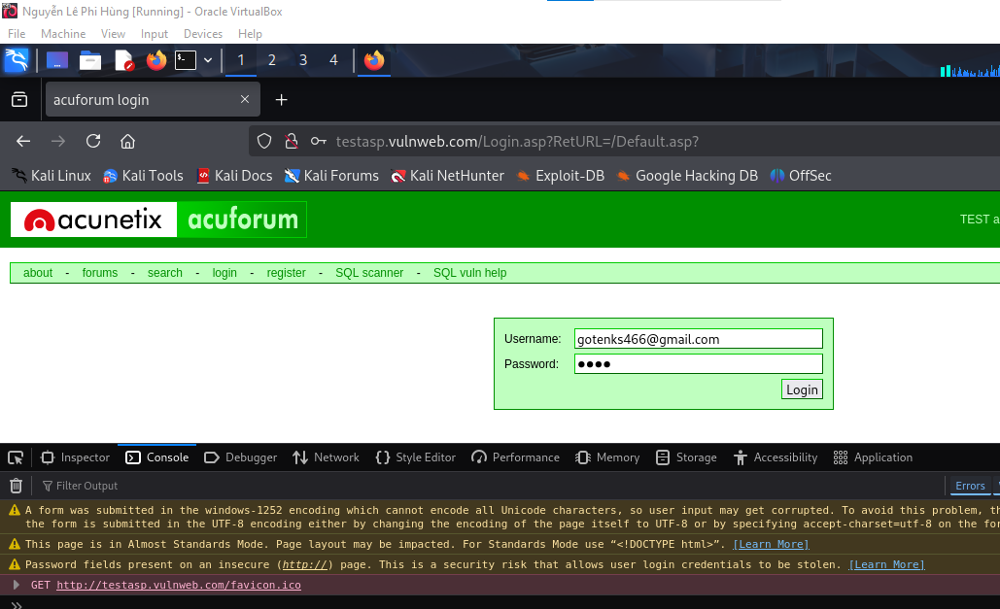 Nguyễn Lê Phi Hùng [Running] - Oracle VirtualBox
File Machine View Input Devices Help
1 2 3 4
acuforum login
testasp.vulnweb.com/Login.asp?RetURL=/Default.asp?
Kali Linux Kali Tools Kali Docs Kali Forums Kali NetHunter Exploit-DB Google Hacking DB OffSec
acunetix acuforum TEST a
about - forums - search - login - register - SQL scanner - SQL vuln help
Username: gotenks466@gmail.com
Password: ●●●●
Login
Inspector Console Debugger Network Style Editor Performance Memory Storage Accessibility Application
Filter Output Errors
A form was submitted in the windows-1252 encoding which cannot encode all Unicode characters, so user input may get corrupted. To avoid this problem, th
the form is submitted in the UTF-8 encoding either by changing the encoding of the page itself to UTF-8 or by specifying accept-charset=utf-8 on the for
This page is in Almost Standards Mode. Page layout may be impacted. For Standards Mode use “<!DOCTYPE html>”. [Learn More]
Password fields present on an insecure (http://) page. This is a security risk that allows user login credentials to be stolen. [Learn More]
GET http://testasp.vulnweb.com/favicon.ico